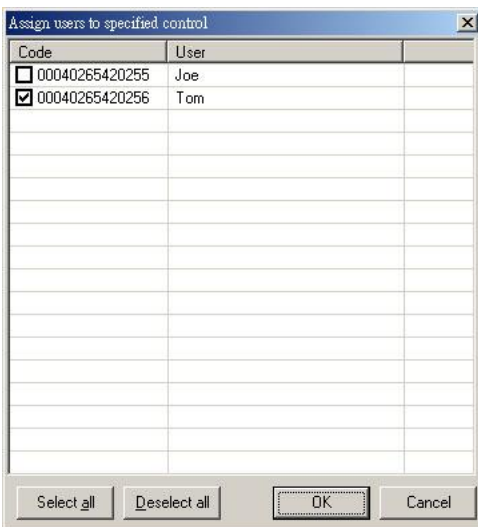 Assign users to specified control
Code User
00040265420255 Joe
00040265420256 Tom
Select all Deselect all OK Cancel